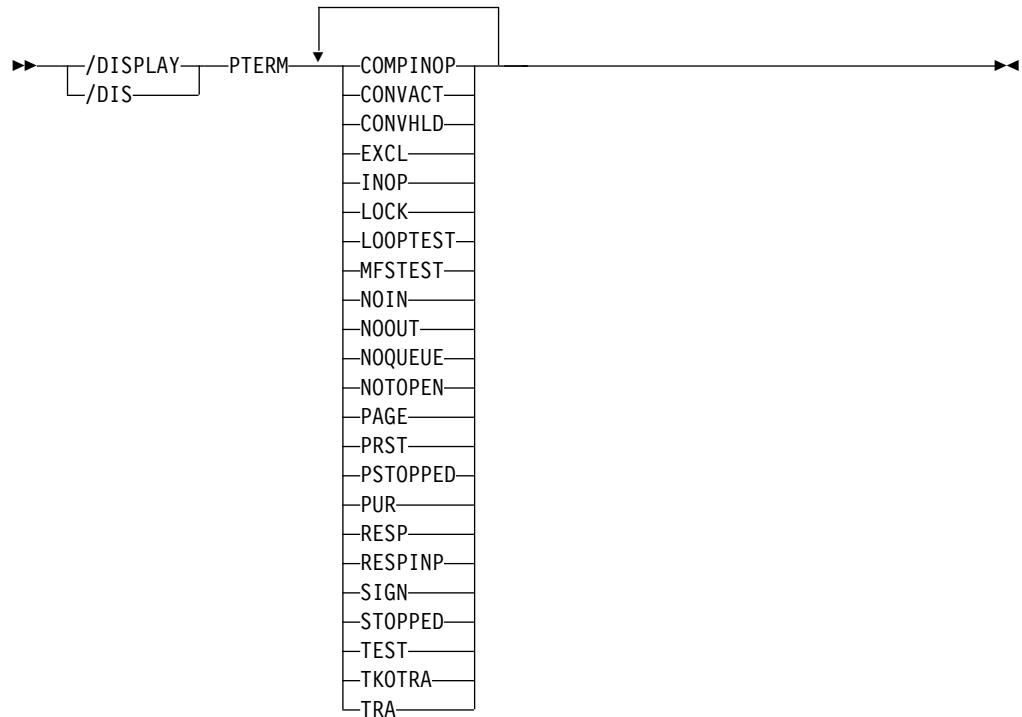 /DISPLAY PTERM COMPINOP
/DIS CONVACT
CONVHLD
EXCL
INOP
LOCK
LOOPTEST
MFSTEST
NOIN
NOOUT
NOQUEUE
NOTOPEN
PAGE
PRST
PSTOPPED
PUR
RESP
RESPINP
SIGN
STOPPED
TEST
TKOTRA
TRA